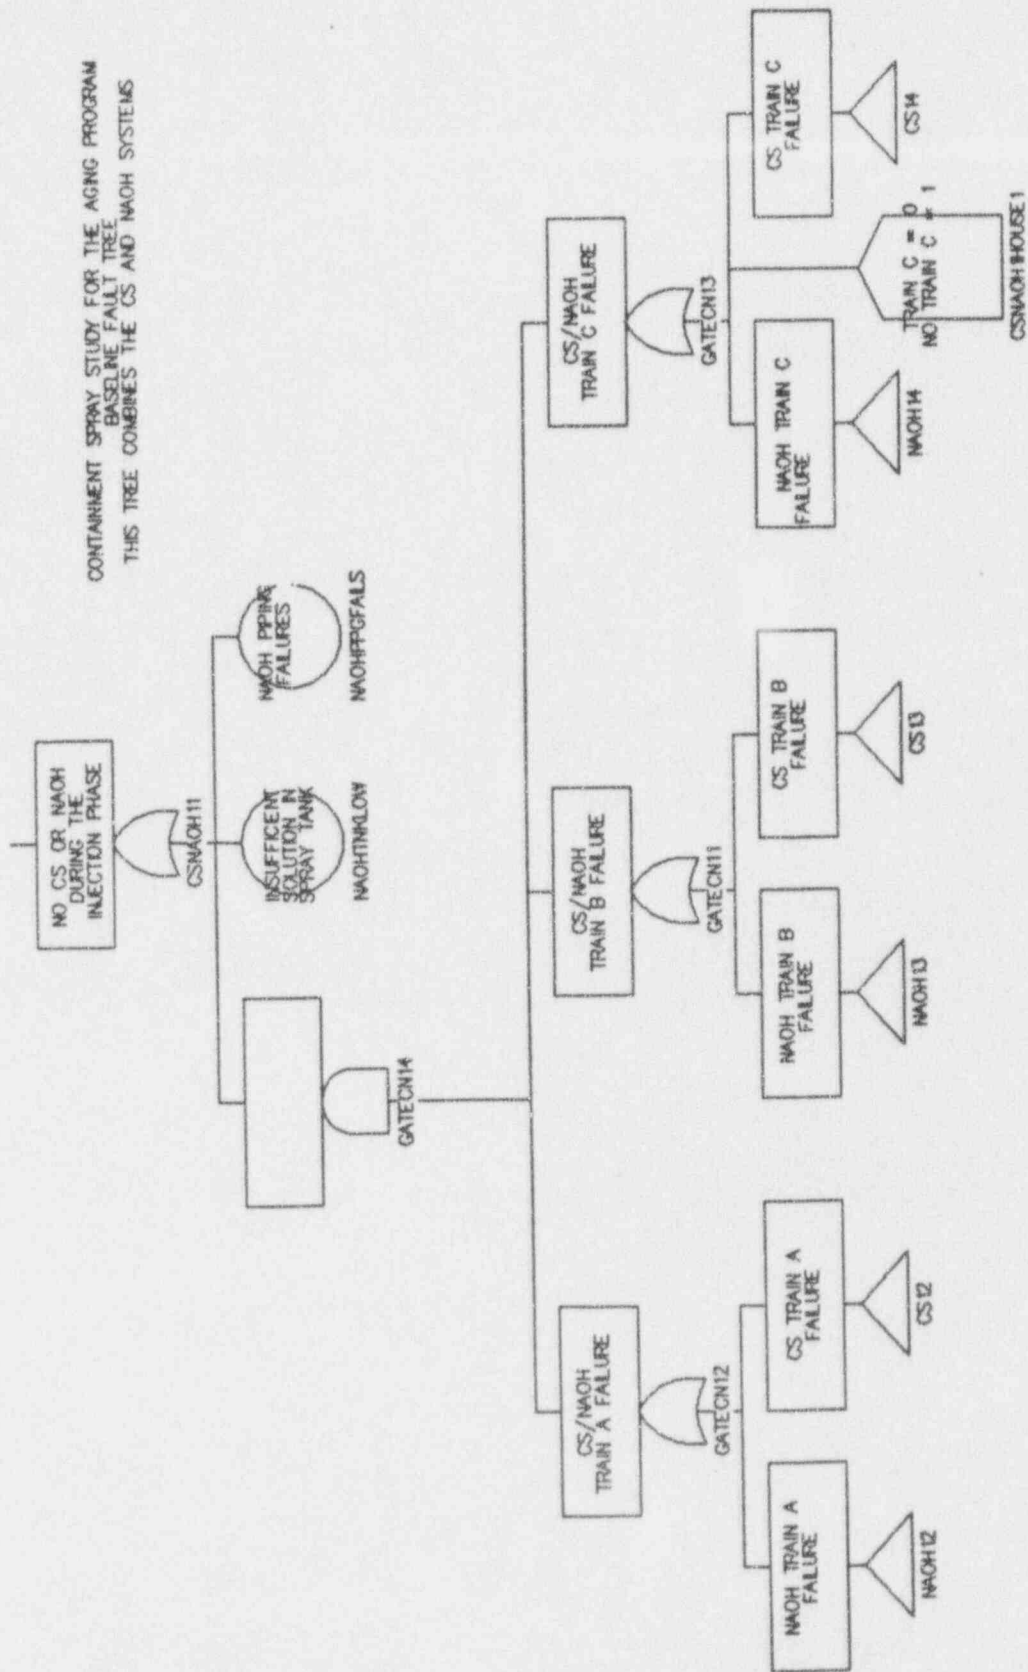 CONTAINMENT SPRAY STUDY FOR THE AGING PROGRAM
BASELINE FAULT TREE
THIS TREE COMBINES THE CS AND NAOH SYSTEMS
NO CS OR NAOH
DURING THE
INJECTION PHASE
CSNAOH11
INSUFFICENT
SOLUTION IN
SPRAY TANK
NAOHTNKLOW
NAOH PIPING
FAILURES
NAOHPPGFAILS
GATECN14
CS/NAOH
TRAIN A FAILURE
GATECN12
CS/NAOH
TRAIN B FAILURE
GATECN11
CS/NAOH
TRAIN C FAILURE
GATECN13
NAOH TRAIN A
FAILURE
NAOH12
CS TRAIN A
FAILURE
CS12
NAOH TRAIN B
FAILURE
NAOH13
CS TRAIN B
FAILURE
CS13
NAOH TRAIN C
FAILURE
NAOH14
TRAIN C = 0
NO TRAIN C = 1
CSNAOH1HOUSE1
CS TRAIN C
FAILURE
CS14